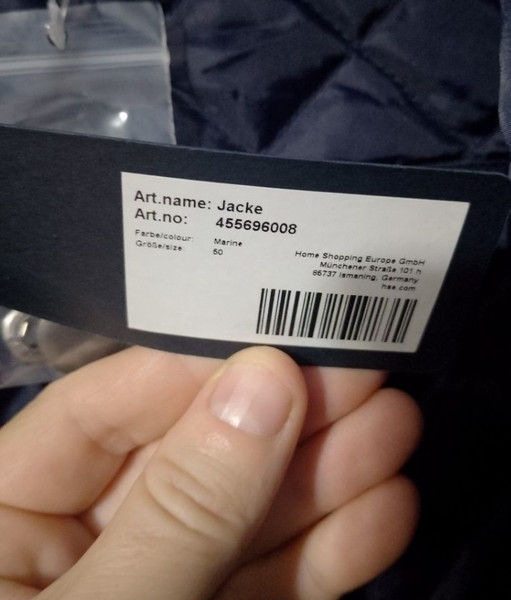 Art.name: Jacke
Art.no: 455696008
Farbe/colour: Marine
Größe/size: 50
Home Shopping Europe GmbH
Münchener Straße 101 h
85737 Ismaning, Germany
hse.com